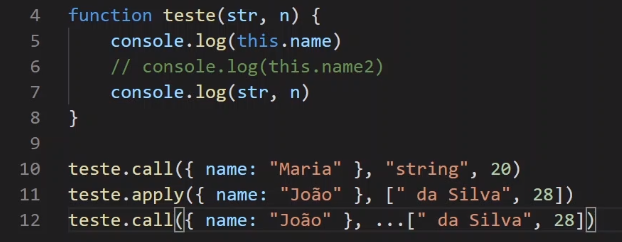 4 function teste(str, n) {
5 console.log(this.name)
6 // console.log(this.name2)
7 console.log(str, n)
8 }
9
10 teste.call({ name: "Maria" }, "string", 20)
11 teste.apply({ name: "João" }, [" da Silva", 28])
12 teste.call({ name: "João" }, ...[" da Silva", 28])